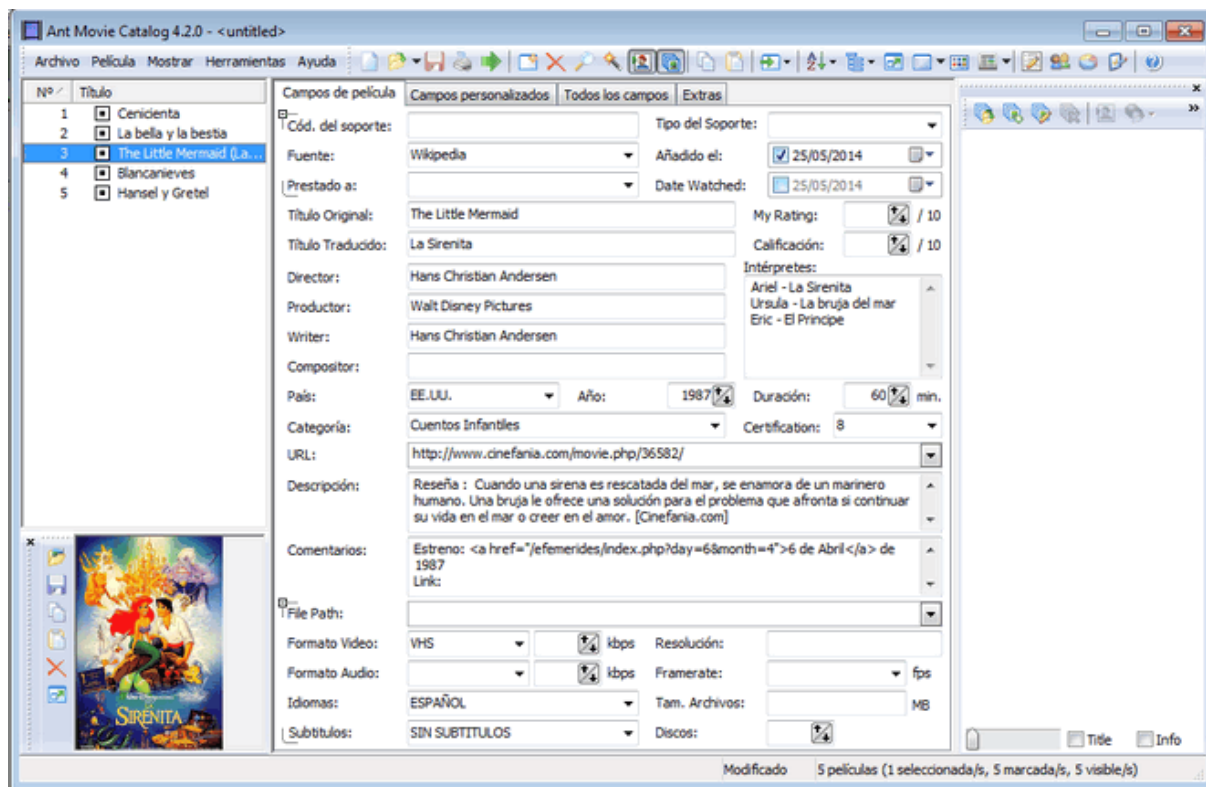 Ant Movie Catalog 4.2.0 - <untitled>
Archivo Película Mostrar Herramientas Ayuda
Nº Título
1 Cenicienta
2 La bella y la bestia
3 The Little Mermaid (La...
4 Blancanieves
5 Hansel y Gretel
Campos de película Campos personalizados Todos los campos Extras
Cód. del soporte: Tipo del Soporte:
Fuente: Wikipedia Añadido el: 25/05/2014
Prestado a: Date Watched: 25/05/2014
Título Original: The Little Mermaid My Rating: / 10
Título Traducido: La Sirenita Calificación: / 10
Director: Hans Christian Andersen
Productor: Walt Disney Pictures
Writer: Hans Christian Andersen
Compositor:
Intérpretes:
Ariel - La Sirenita
Ursula - La bruja del mar
Eric - El Principe
País: EE.UU. Año: 1987 Duración: 60 min.
Categoría: Cuentos Infantiles Certification: 8
URL: http://www.cinefania.com/movie.php/36582/
Descripción: Reseña : Cuando una sirena es rescatada del mar, se enamora de un marinero
humano. Una bruja le ofrece una solución para el problema que afronta si continuar
su vida en el mar o creer en el amor. [Cinefania.com]
Comentarios: Estreno: <a href="/efemerides/index.php?day=6&month=4">6 de Abril</a> de
1987
Link:
File Path:
Formato Video: VHS kbps Resolución:
Formato Audio: kbps Framerate: fps
Idiomas: ESPAÑOL Tam. Archivos: MB
Subtitulos: SIN SUBTITULOS Discos:
SIRENITA
Title Info
Modificado 5 películas (1 seleccionada/s, 5 marcada/s, 5 visible/s)